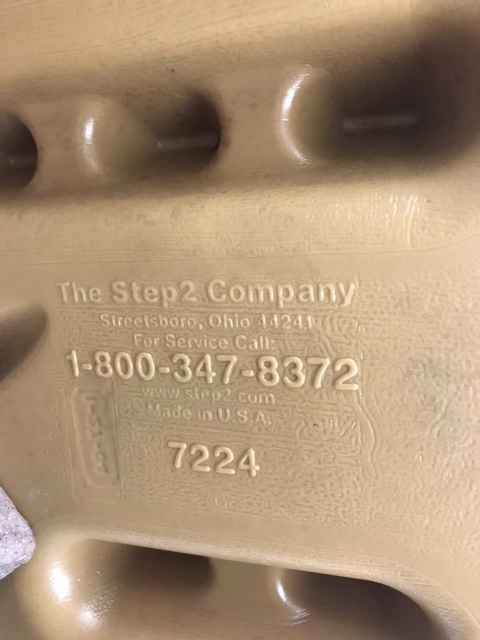 The Step2 Company
Streetsboro, Ohio 44241
For Service Call:
1-800-347-8372
www.step2.com
Made in U.S.A.
7224